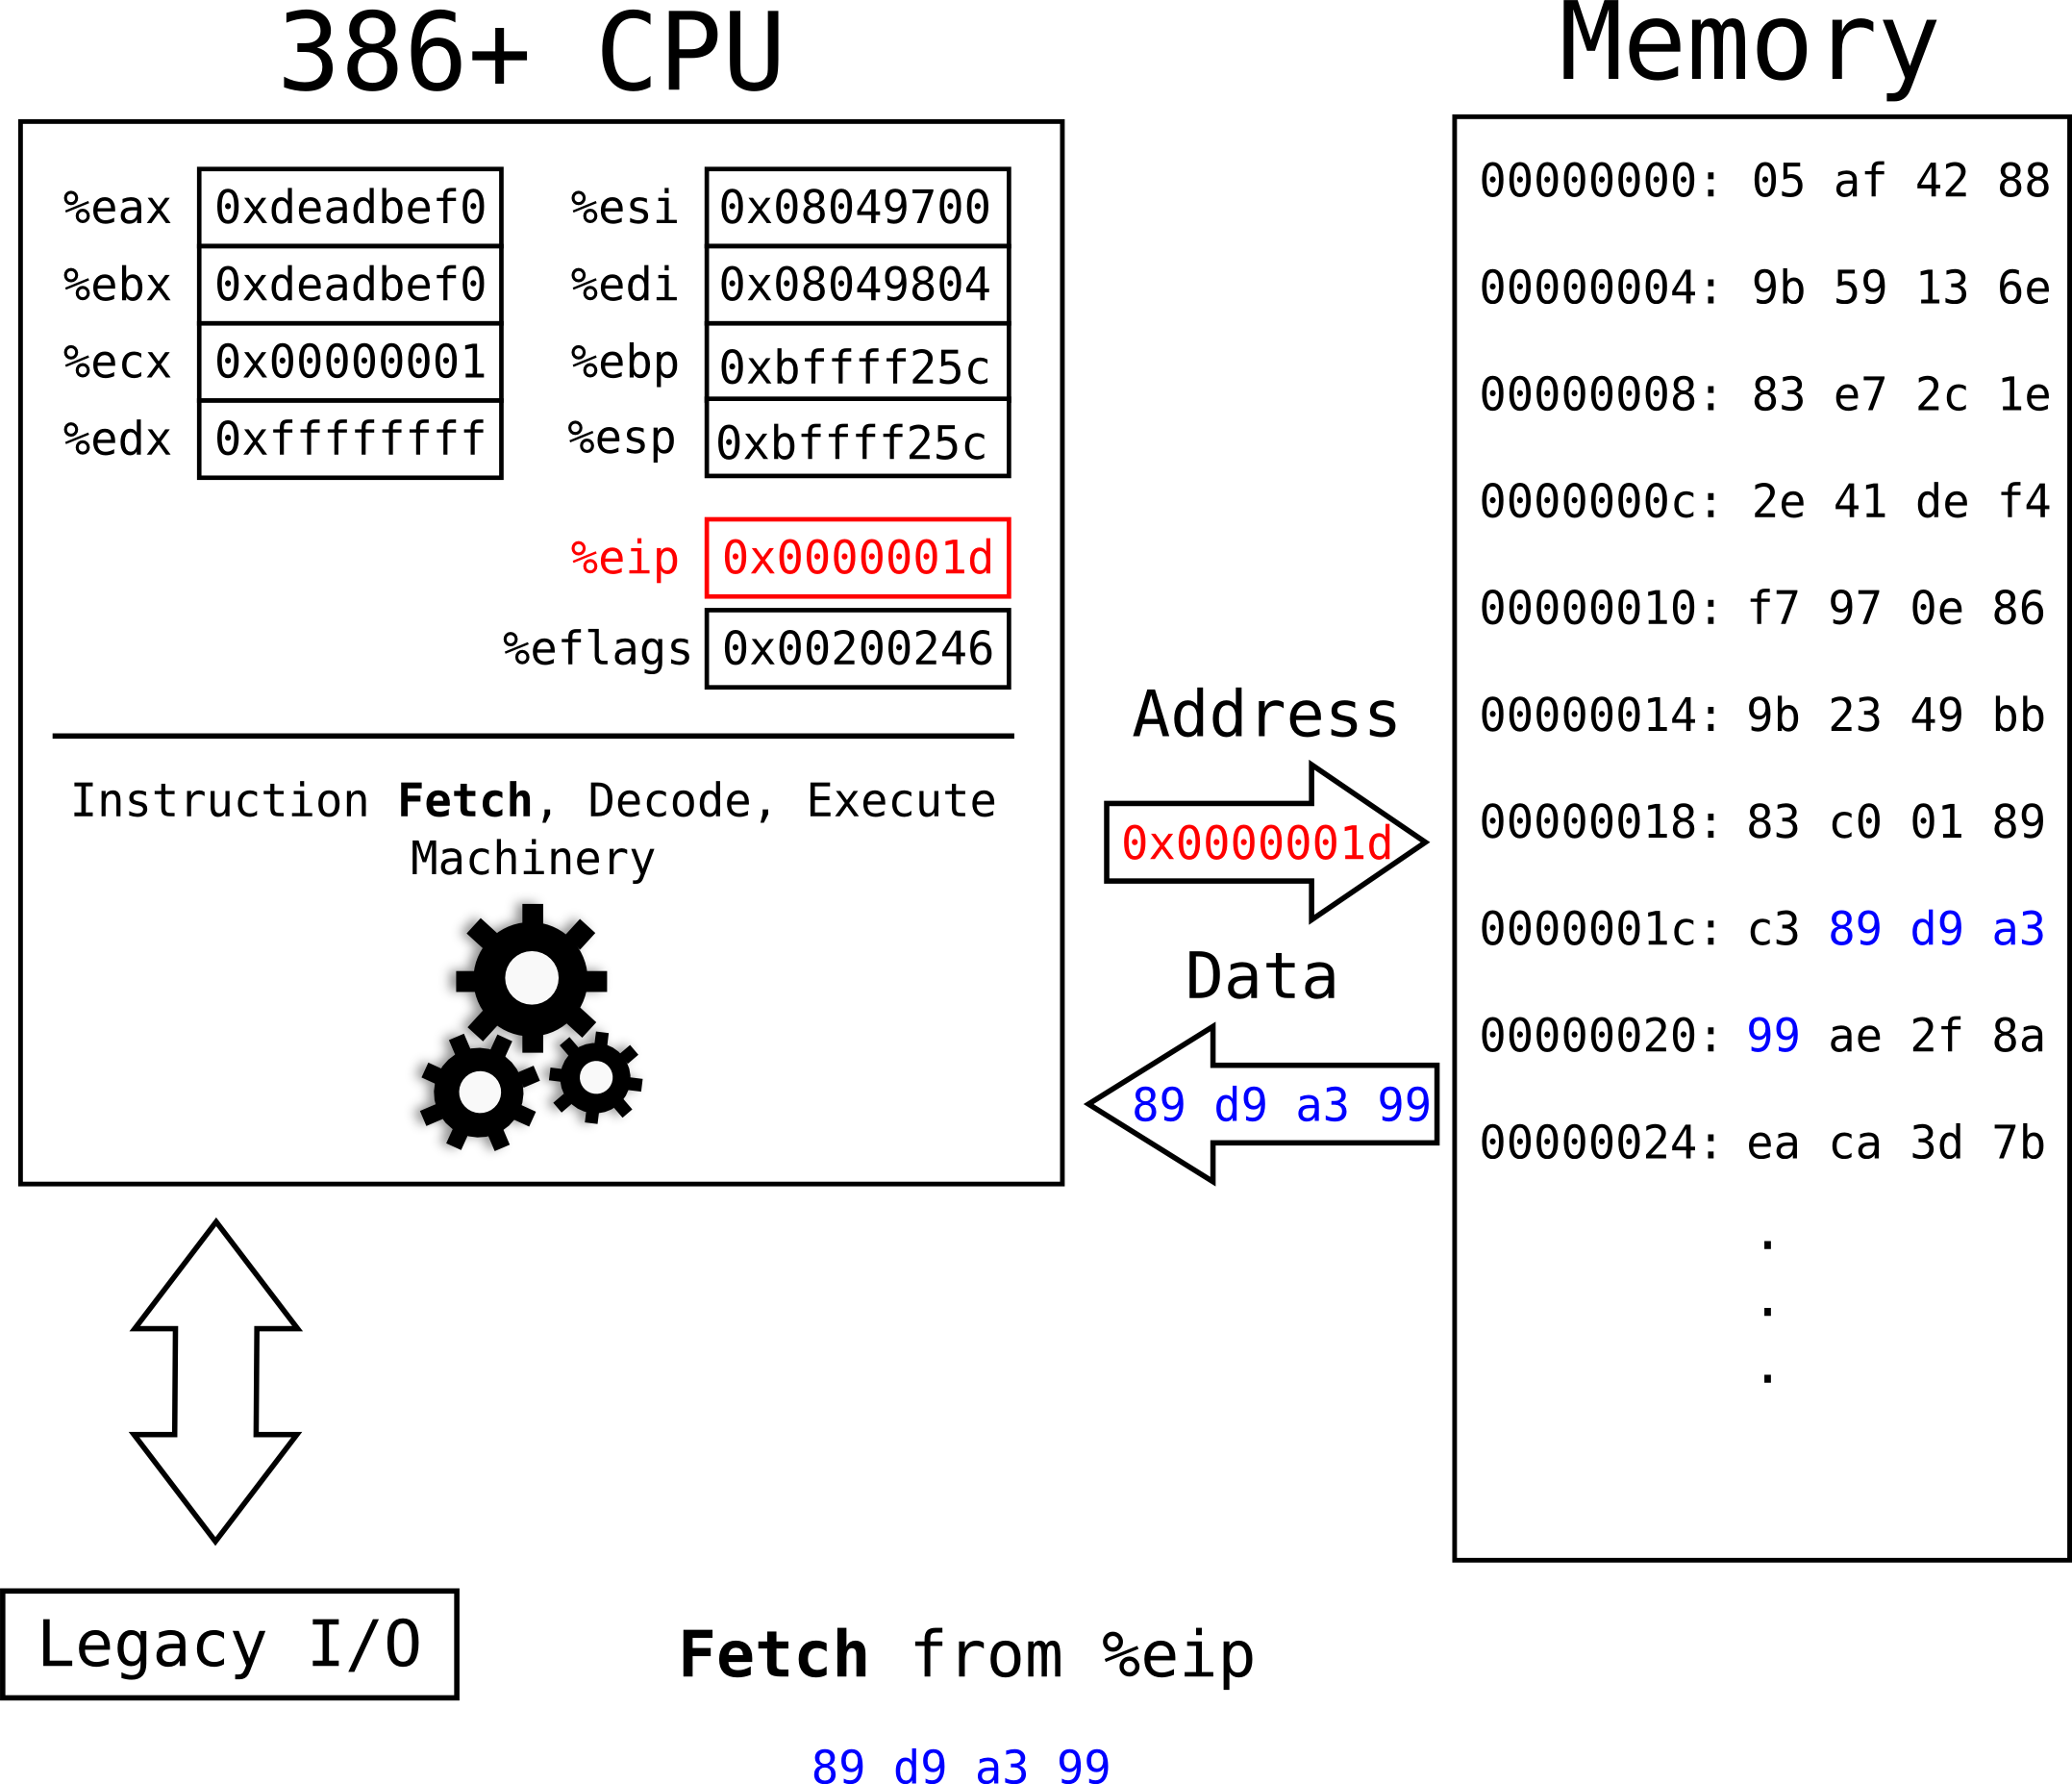 386+ CPU
%eax 0xdeadbef0 %esi 0x08049700
%ebx 0xdeadbef0 %edi 0x08049804
%ecx 0x00000001 %ebp 0xbffff25c
%edx 0xffffffff %esp 0xbffff25c
%eip 0x0000001d
%eflags 0x00200246
Instruction Fetch, Decode, Execute
Machinery
Address
0x0000001d
Data
89 d9 a3 99
Memory
00000000: 05 af 42 88
00000004: 9b 59 13 6e
00000008: 83 e7 2c 1e
0000000c: 2e 41 de f4
00000010: f7 97 0e 86
00000014: 9b 23 49 bb
00000018: 83 c0 01 89
0000001c: c3 89 d9 a3
00000020: 99 ae 2f 8a
00000024: ea ca 3d 7b
.
.
.
Legacy I/O
Fetch from %eip
89 d9 a3 99